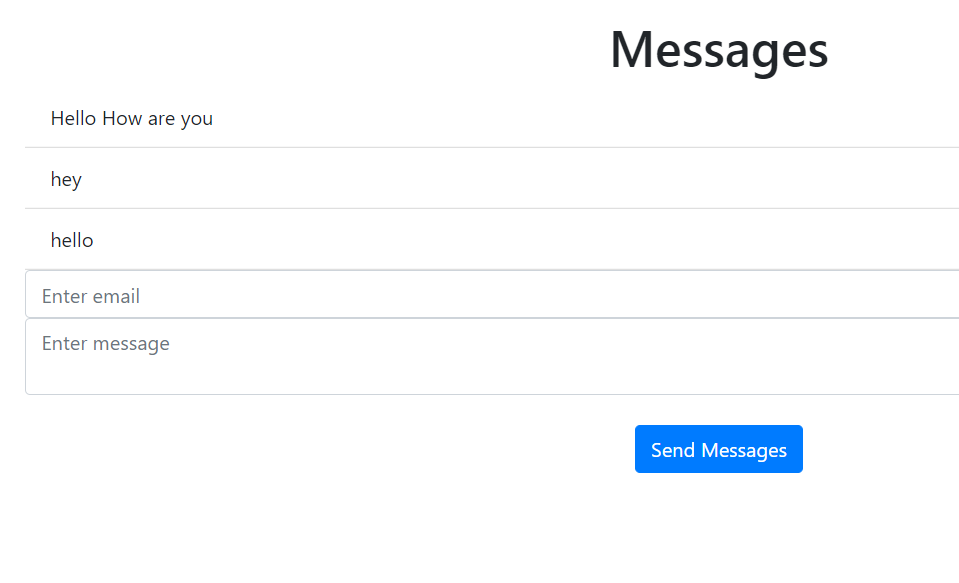 Messages
Hello How are you
hey
hello
Enter email
Enter message
Send Messages